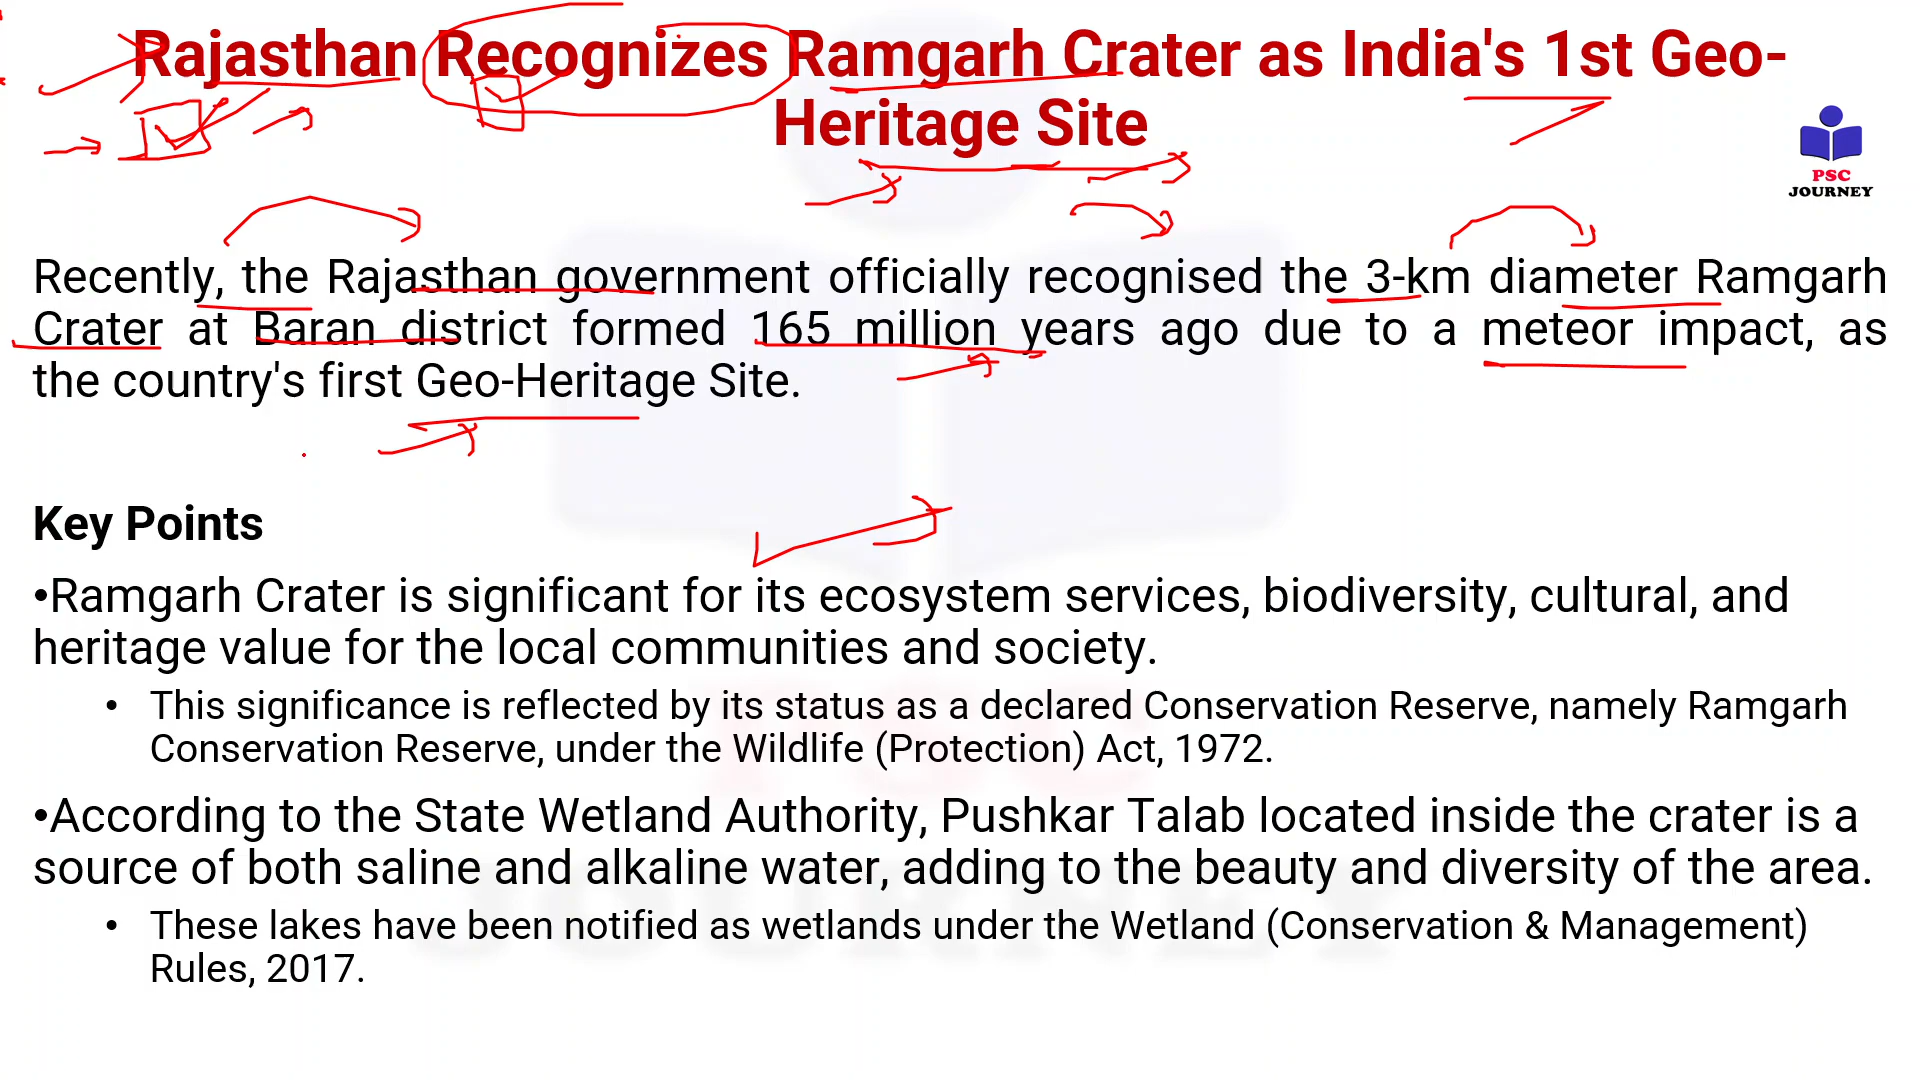 Rajasthan Recognizes Ramgarh Crater as India's 1st Geo-
Heritage Site
PSC
JOURNEY
Recently, the Rajasthan government officially recognised the 3-km diameter Ramgarh
Crater at Baran district formed 165 million years ago due to a meteor impact, as
the country's first Geo-Heritage Site.
Key Points
•Ramgarh Crater is significant for its ecosystem services, biodiversity, cultural, and
heritage value for the local communities and society.
• This significance is reflected by its status as a declared Conservation Reserve, namely Ramgarh
Conservation Reserve, under the Wildlife (Protection) Act, 1972.
•According to the State Wetland Authority, Pushkar Talab located inside the crater is a
source of both saline and alkaline water, adding to the beauty and diversity of the area.
• These lakes have been notified as wetlands under the Wetland (Conservation & Management)
Rules, 2017.
PSC
JOURNEY